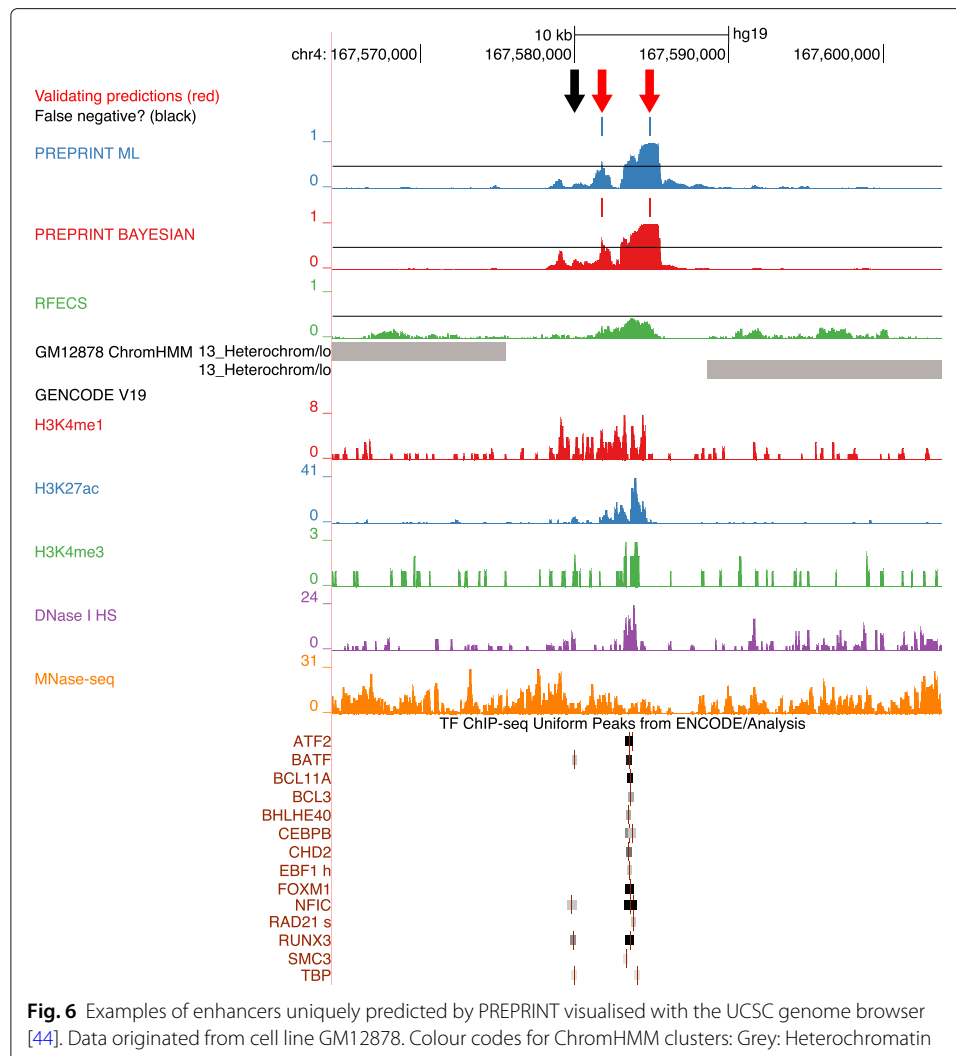 10 kb hg19
chr4: 167,570,000 167,580,000 167,590,000 167,600,000
Validating predictions (red)
False negative? (black)
1
PREPRINT ML
0
1
PREPRINT BAYESIAN
0
1
RFECS
0
GM12878 ChromHMM 13_Heterochrom/lo
13_Heterochrom/lo
GENCODE V19
8
H3K4me1
0
41
H3K27ac
0
3
H3K4me3
0
24
DNase I HS
0
31
MNase-seq
0
TF ChIP-seq Uniform Peaks from ENCODE/Analysis
ATF2
BATF
BCL11A
BCL3
BHLHE40
CEBPB
CHD2
EBF1 h
FOXM1
NFIC
RAD21 s
RUNX3
SMC3
TBP
Fig. 6 Examples of enhancers uniquely predicted by PREPRINT visualised with the UCSC genome browser
[44]. Data originated from cell line GM12878. Colour codes for ChromHMM clusters: Grey: Heterochromatin